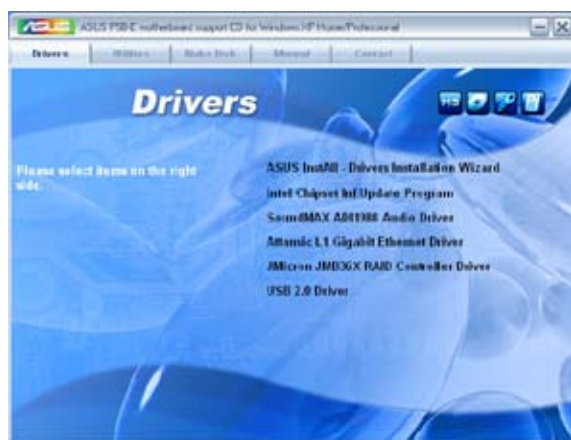 ASUS P5B-E motherboard support CD for Windows XP Home/Professional
Drivers Utilities Make Disk Manual Contact
Drivers
Please select items on the right side.
ASUS InstAll - Drivers Installation Wizard
Intel Chipset Inf Update Program
SoundMAX Audio Driver
Attansic L1 Gigabit Ethernet Driver
JMicron JMB36X RAID Controller Driver
USB 2.0 Driver